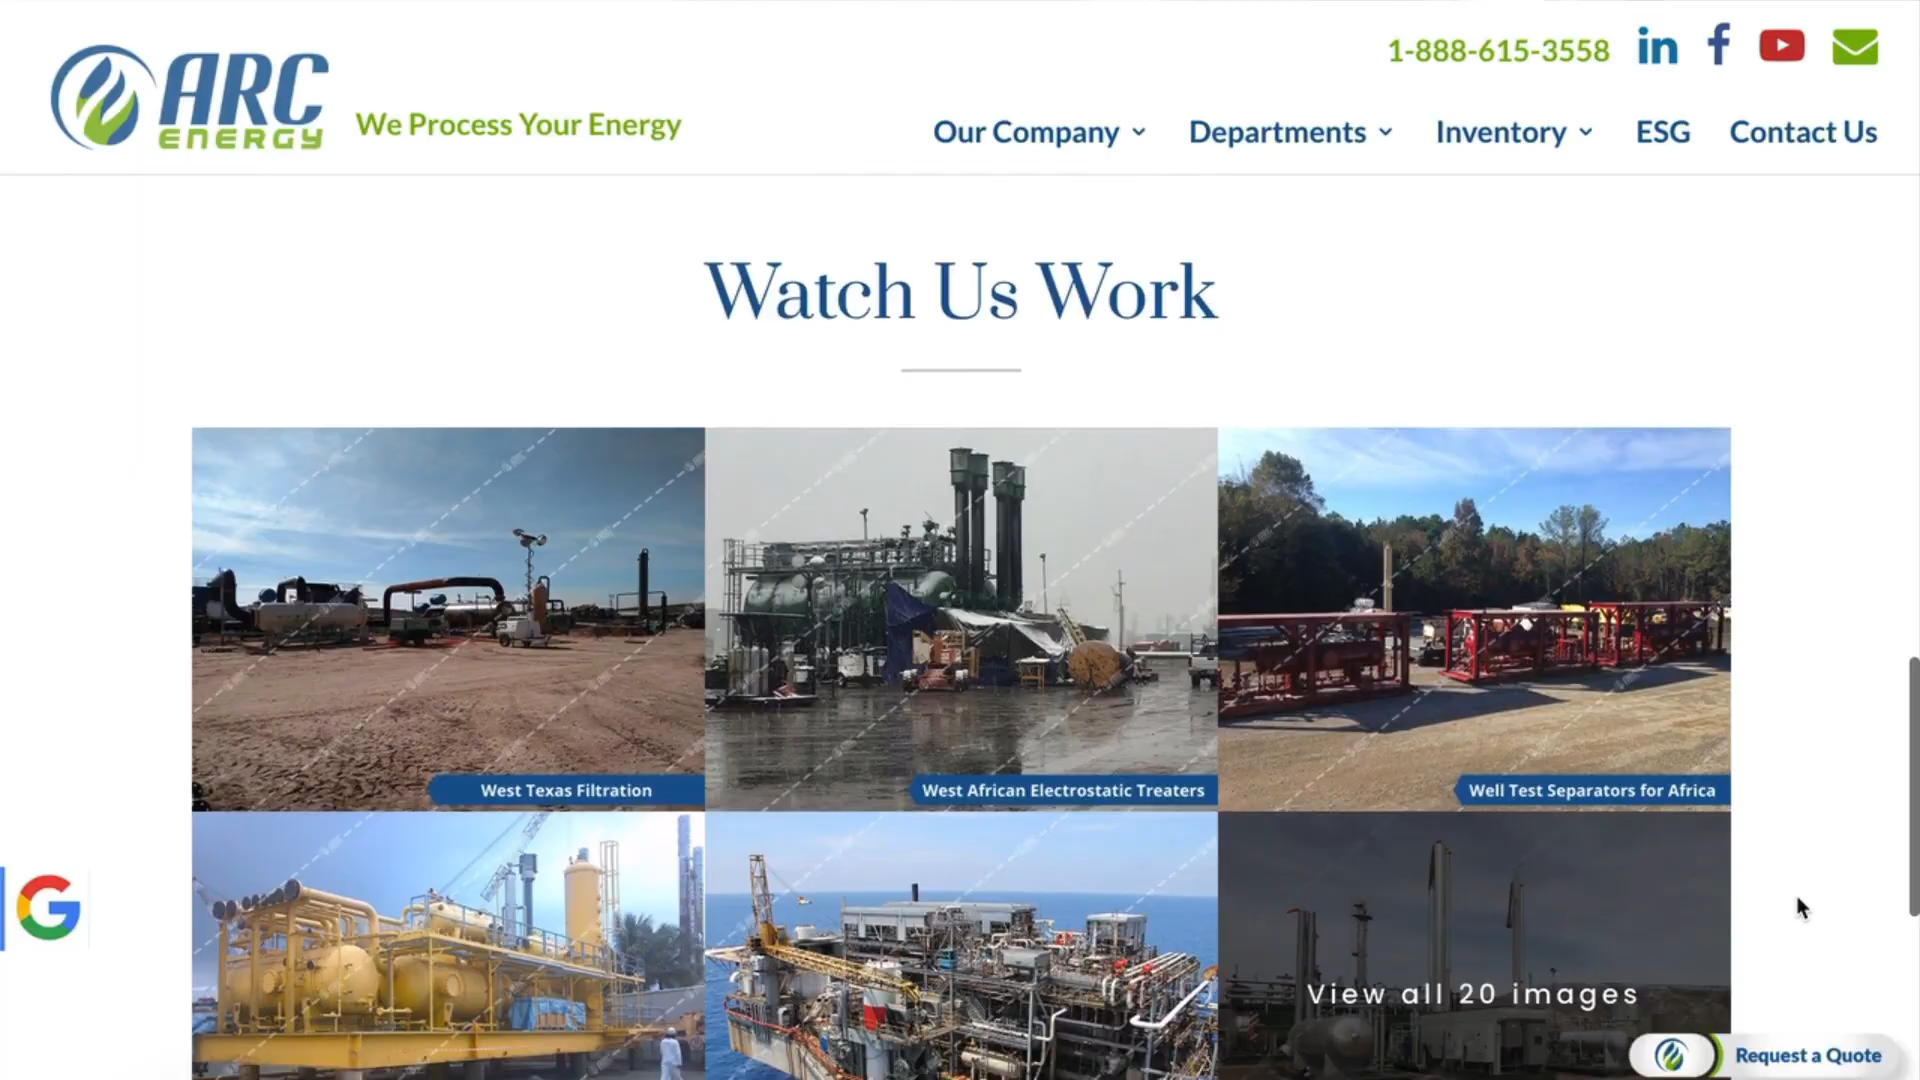 1-888-615-3558
ARC
ENERGY
We Process Your Energy
Our Company
Departments
Inventory
ESG
Contact Us
Watch Us Work
West Texas Filtration
West African Electrostatic Treaters
Well Test Separators for Africa
View all 20 images
Request a Quote